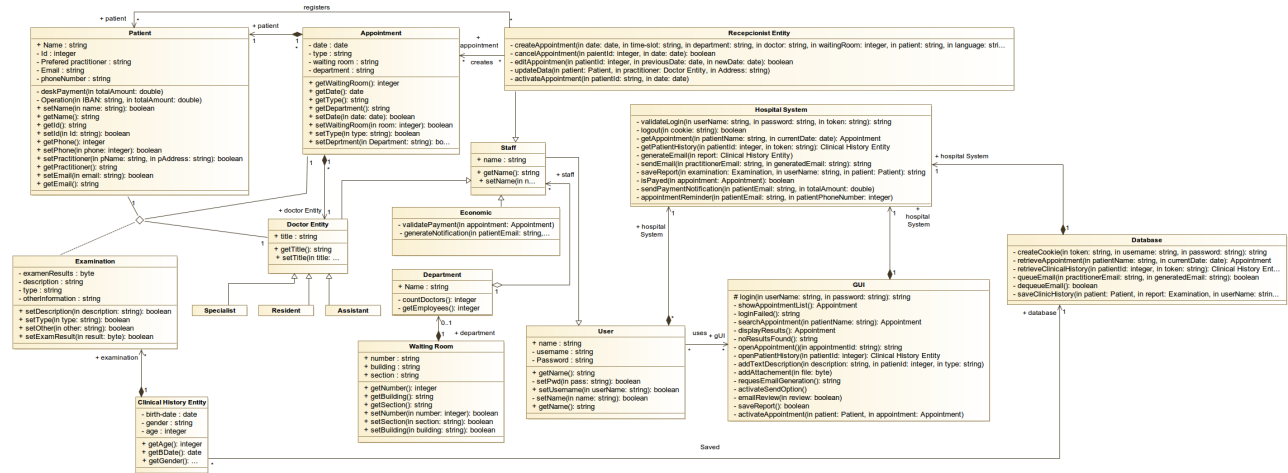 registers
+ patient
1
*
Patient
+ Name : string
- Id : integer
- Prefered practitioner : string
- Email : string
- phoneNumber : string
- deskPayment(in totalAmount: double)
- Operation(in IBAN: string, in totalAmount: double)
+ setName(in name: string): boolean
+ getName(): string
+ getId(): string
+ setId(in Id: string): boolean
+ getPhone(): integer
+ setPhone(in phone: integer): boolean
+ setPractitioner(in pName: string, in pAddress: string): boolean
+ getPractitioner(): string
+ setEmail(in email: string): boolean
+ getEmail(): string
+ patient
1
1
*
Appointment
- date : date
- type : string
- waiting room : string
- department : string
+ getWaitingRoom(): integer
+ getDate(): date
+ getType(): string
+ getDepartment(): string
+ setDate(in date: date): boolean
+ setWaitingRoom(in room: integer): boolean
+ setType(in type: string): boolean
+ setDeprtment(in Department: string): bo...
+
appointment
*
creates
*
Recepcionist Entity
- createAppointment(in date: date, in time-slot: string, in department: string, in doctor: string, in waitingRoom: integer, in patient: string, in language: stri...
- cancelAppointment(in paientId: integer, in date: date): boolean
- editAppointment(in patientId: integer, in previousDate: date, in newDate: date): boolean
- updateData(in patient: Patient, in practitioner: Doctor Entity, in Address: string)
- activateAppointment(in patientId: string, in date: date)
Hospital System
- validateLogin(in userName: string, in password: string, in token: string): string
- logout(in cookie: string): boolean
- getAppointment(in patientName: string, in currentDate: date): Appointment
- getPatientHistory(in patientId: integer, in token: string): Clinical History Entity
- generateEmail(in report: Clinical History Entity)
- sendEmail(in practitionerEmail: string, in generatedEmail: string): string
- saveReport(in examination: Examination, in userName: string, in patient: Patient): string
- isPayed(in appointment: Appointment): boolean
- sendPaymentNotification(in patientEmail: string, in totalAmount: double)
- appointmentReminder(in patientEmail: string, in patientPhoneNumber: integer)
+ hospital System
1
1
1
+ hospital
System
+ hospital
System
Staff
+ name : string
+ getName(): string
+ setName(in n...
+ staff
*
Economic
- validatePayment(in appointment: Appointment)
- generateNotification(in patientEmail: string,...
1
1
*
+ doctor Entity
1
1
Doctor Entity
+ title : string
+ getTitle(): string
+ setTitle(in title: ...
Specialist
Resident
Assistant
Examination
- examenResults : byte
- description : string
- type : string
- otherInformation : string
+ setDescription(in description: string): boolean
+ setType(in type: string): boolean
+ setOther(in other: string): boolean
+ setExamResult(in result: byte): boolean
+ examination
*
1
Clinical History Entity
- birth-date : date
- gender : string
- age : integer
+ getAge(): integer
+ getBDate(): date
+ getGender(): ...
*
Department
+ Name : string
- countDoctors(): integer
- getEmployees(): integer
1
0..1
1
+ department
Waiting Room
+ number : string
+ building : string
+ section : string
+ getNumber(): integer
+ getBuilding(): string
+ getSection(): string
+ setNumber(in number: integer): boolean
+ setSection(in section: string): boolean
+ setBuilding(in building: string): boolean
*
User
+ name : string
- username : string
- Password : string
+ getName(): string
- setPwd(in pass: string): boolean
+ setUsername(in userName: string): boolean
- setName(in name: string): boolean
+ getName(): string
uses
+ gUI
*
*
1
GUI
# login(in userName: string, in password: string): string
- showAppointmentList(): Appointment
- loginFailed(): string
- searchAppointment(in patientName: string): Appointment
- displayResults(): Appointment
- noResultsFound(): string
- openAppointment()(in appointmentId: string): string
- openPatientHistory(in patientId: integer): Clinical History Entity
- addTextDescription(in description: string, in patienId: integer, in type: string)
- addAttachement(in file: byte)
- requesEmailGeneration(): string
- activateSendOption()
- emailReview(in review: boolean)
- saveReport(): boolean
- activateAppointment(in patient: Patient, in appointment: Appointment)
1
Database
- createCookie(in token: string, in username: string, in password: string): string
- retrieveAppointment(in patientName: string, in currentDate: date): Appointment
- retrieveClinicalHistory(in patientId: integer, in token: string): Clinical History Ent...
- queueEmail(in practitionerEmail: string, in generatedEmail: string): boolean
- dequeueEmail(): boolean
- saveClinicHistory(in patient: Patient, in report: Examination, in userName: strin...
+ database
1
Saved